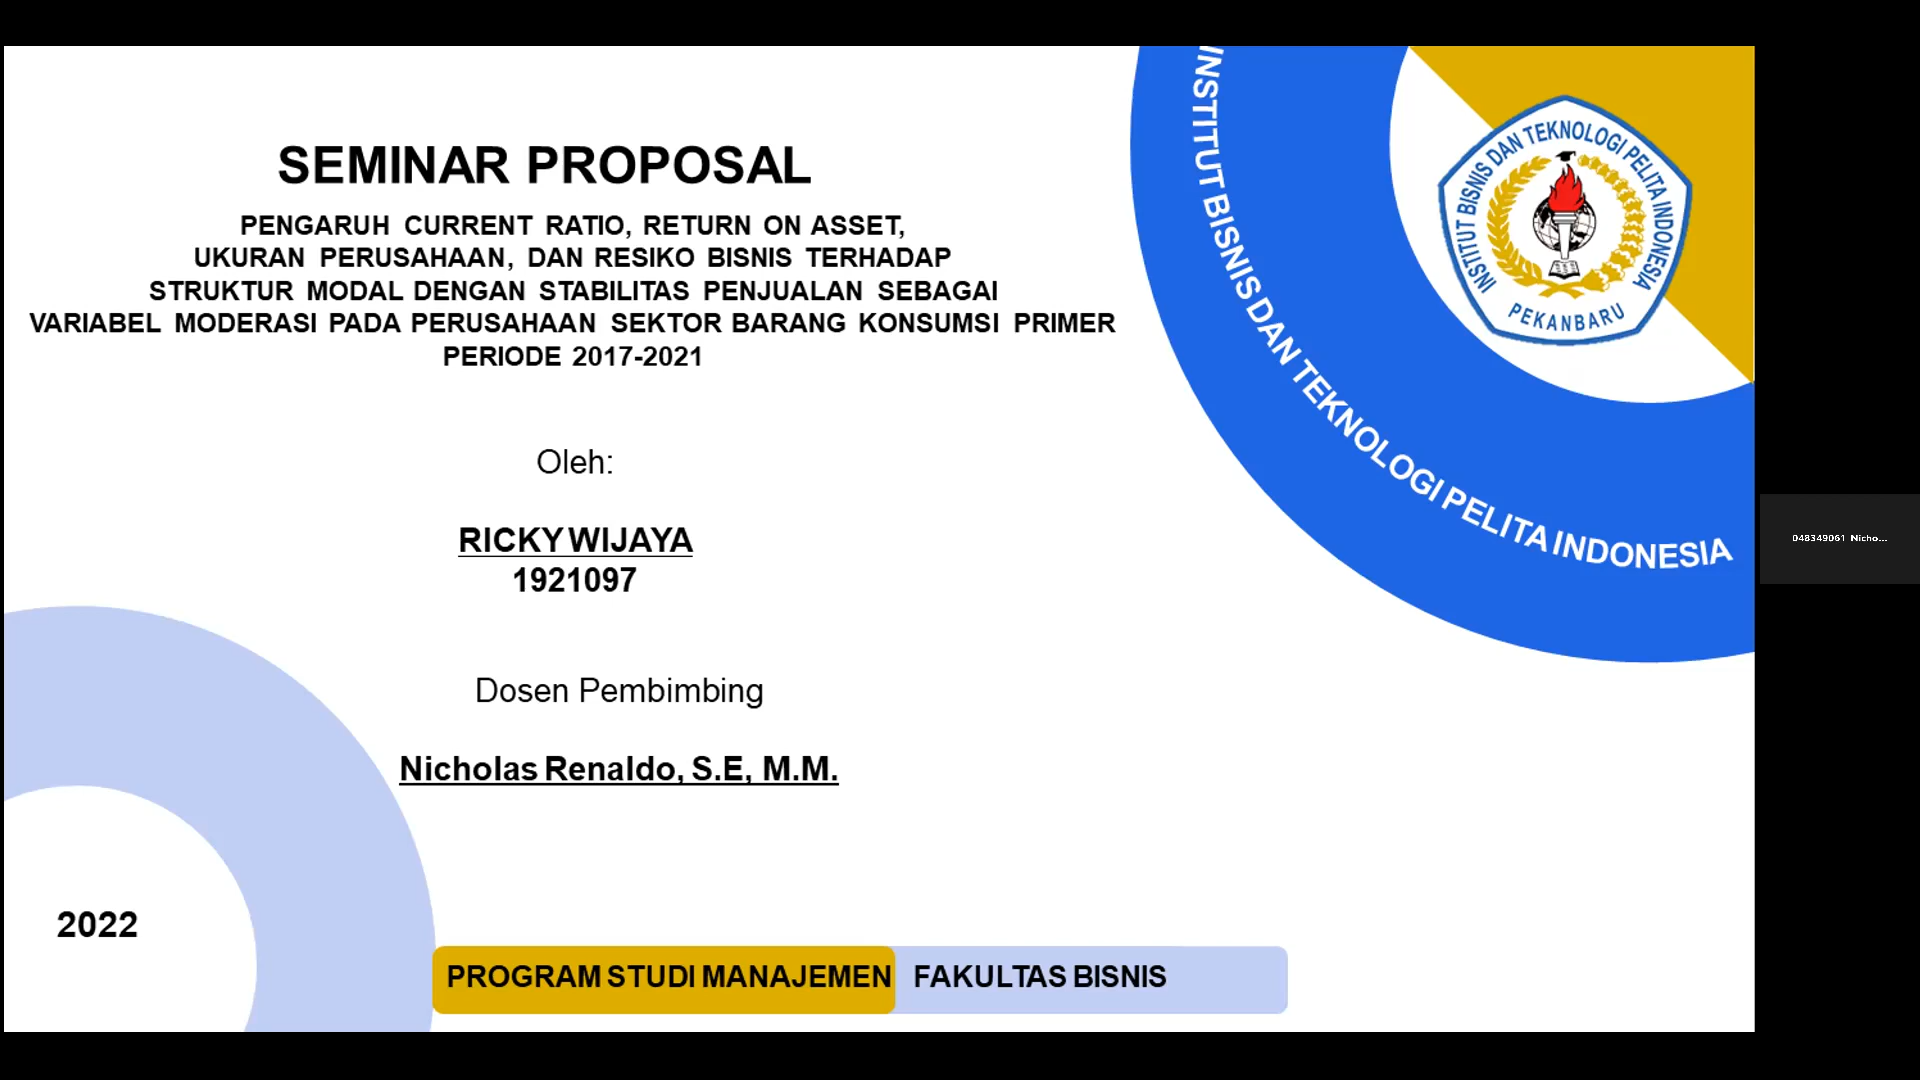 SEMINAR PROPOSAL
PENGARUH CURRENT RATIO, RETURN ON ASSET,
UKURAN PERUSAHAAN, DAN RESIKO BISNIS TERHADAP
STRUKTUR MODAL DENGAN STABILITAS PENJUALAN SEBAGAI
VARIABEL MODERASI PADA PERUSAHAAN SEKTOR BARANG KONSUMSI PRIMER
PERIODE 2017-2021
Oleh:
RICKY WIJAYA
1921097
Dosen Pembimbing
Nicholas Renaldo, S.E, M.M.
2022
PROGRAM STUDI MANAJEMEN FAKULTAS BISNIS
INSTITUT BISNIS DAN TEKNOLOGI PELITA INDONESIA
INSTITUT BISNIS DAN TEKNOLOGI PELITA INDONESIA
PEKANBARU
048349061 Nicho...